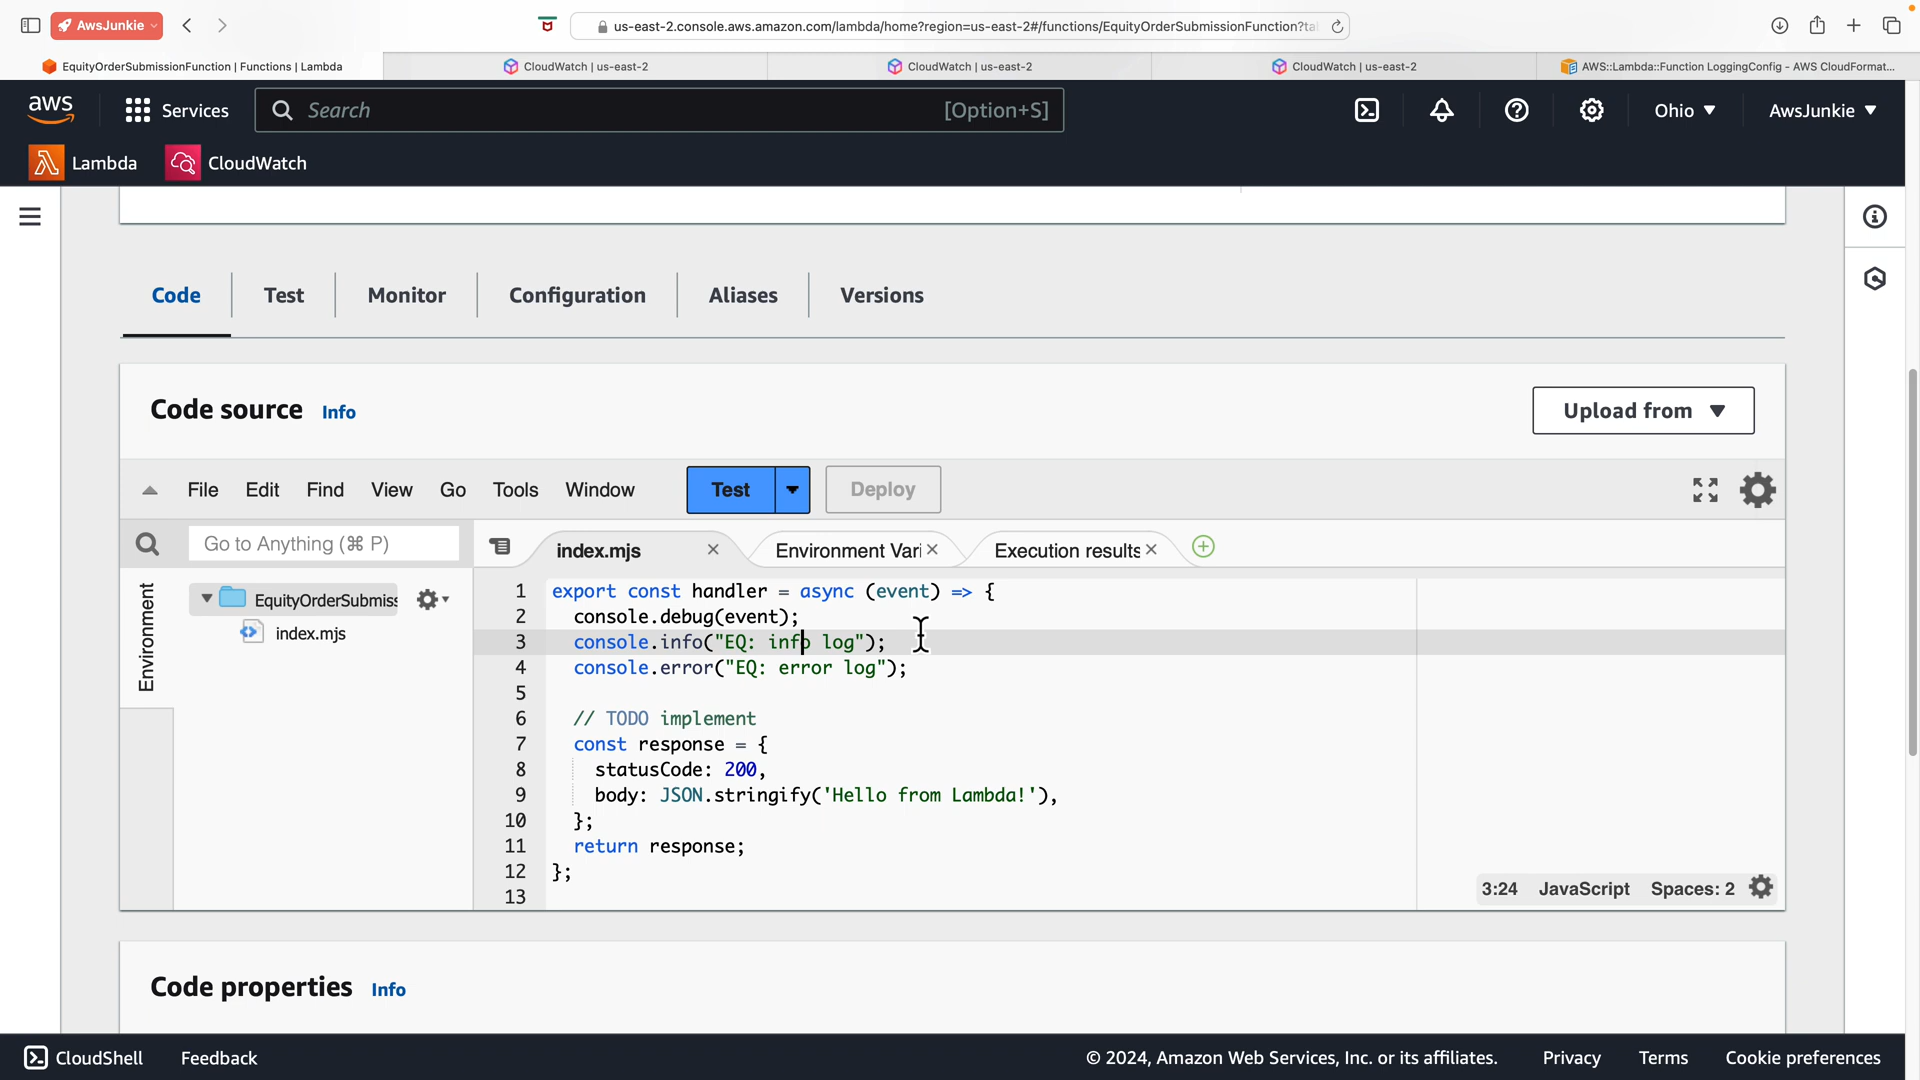 AwsJunkie
us-east-2.console.aws.amazon.com/lambda/home?region=us-east-2#/functions/EquityOrderSubmissionFunction?ta
EquityOrderSubmissionFunction | Functions | Lambda
CloudWatch | us-east-2
CloudWatch | us-east-2
CloudWatch | us-east-2
AWS::Lambda::Function LoggingConfig - AWS CloudFormat...
aws
Services
Search
[Option+S]
Ohio
AwsJunkie
Lambda
CloudWatch
Code
Test
Monitor
Configuration
Aliases
Versions
Code source Info
Upload from
File Edit Find View Go Tools Window
Test
Deploy
Go to Anything (⌘ P)
index.mjs
Environment Vari
Execution results
Environment
EquityOrderSubmiss
index.mjs
1 export const handler = async (event) => {
2 console.debug(event);
3 console.info("EQ: info log");
4 console.error("EQ: error log");
5
6 // TODO implement
7 const response = {
8 statusCode: 200,
9 body: JSON.stringify('Hello from Lambda!'),
10 };
11 return response;
12 };
13
3:24 JavaScript Spaces: 2
Code properties Info
CloudShell
Feedback
© 2024, Amazon Web Services, Inc. or its affiliates.
Privacy
Terms
Cookie preferences